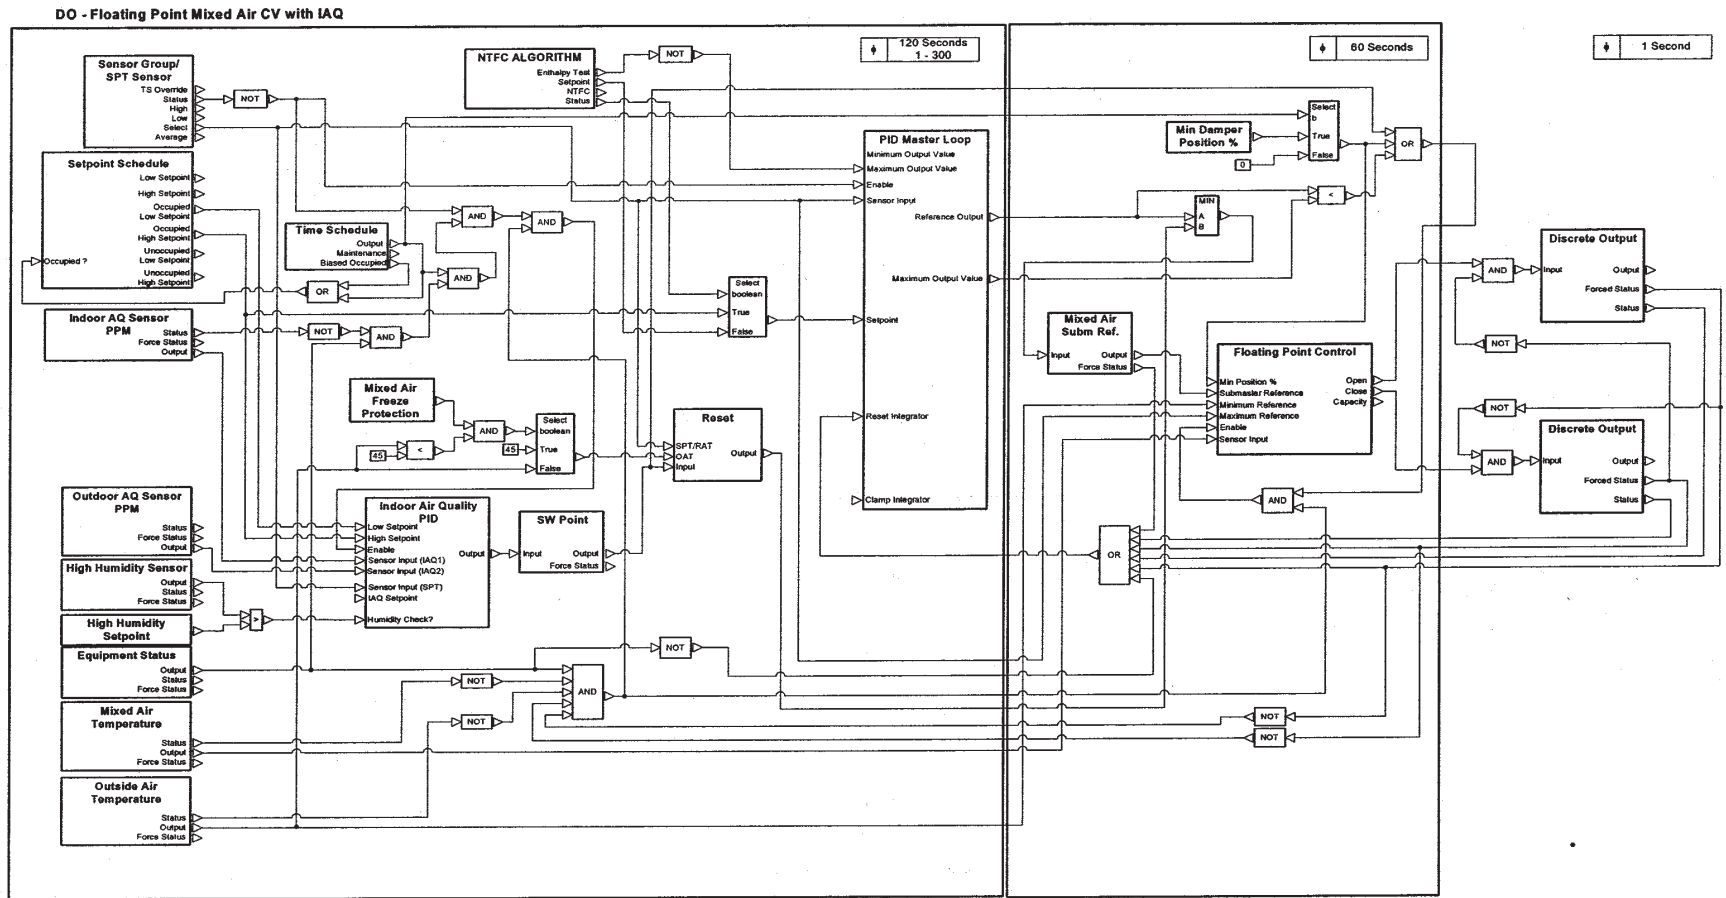 DO - Floating Point Mixed Air CV with IAQ
ϕ
120 Seconds
1 - 300
ϕ
60 Seconds
ϕ
1 Second
Sensor Group/
SPT Sensor
TS Override
Status
High
Low
Select
Average
NOT
NTFC ALGORITHM
Enthalpy Test
Setpoint
NTFC
Status
NOT
Setpoint Schedule
Low Setpoint
High Setpoint
Occupied
Low Setpoint
Occupied
High Setpoint
Unoccupied
Low Setpoint
Unoccupied
High Setpoint
Occupied ?
Time Schedule
Output
Maintenance
Biased Occupied
OR
AND
AND
AND
Indoor AQ Sensor
PPM
Status
Force Status
Output
NOT
AND
Select
boolean
True
False
PID Master Loop
Minimum Output Value
Maximum Output Value
Enable
Sensor Input
Reference Output
Maximum Output Value
Setpoint
Reset Integrator
Clamp Integrator
Mixed Air
Freeze
Protection
45
<
AND
45
Select
boolean
True
False
Reset
SPT/RAT
OAT
Input
Output
Outdoor AQ Sensor
PPM
Status
Force Status
Output
High Humidity Sensor
Output
Status
Force Status
High Humidity
Setpoint
>
Indoor Air Quality
PID
Low Setpoint
High Setpoint
Enable
Sensor Input (IAQ1)
Sensor Input (IAQ2)
Sensor Input (SPT)
IAQ Setpoint
Humidity Check?
Output
SW Point
Input
Output
Force Status
Equipment Status
Output
Status
Force Status
Mixed Air
Temperature
Status
Output
Force Status
Outside Air
Temperature
Status
Output
Force Status
NOT
NOT
AND
NOT
Min Damper
Position %
0
Select
b
True
False
OR
<
MIN
A
B
Mixed Air
Subm Ref.
Input
Output
Force Status
Floating Point Control
Min Position %
Submaster Reference
Minimum Reference
Maximum Reference
Enable
Sensor Input
Open
Close
Capacity
AND
OR
NOT
NOT
AND
Discrete Output
Input
Output
Forced Status
Status
NOT
NOT
AND
Discrete Output
Input
Output
Forced Status
Status